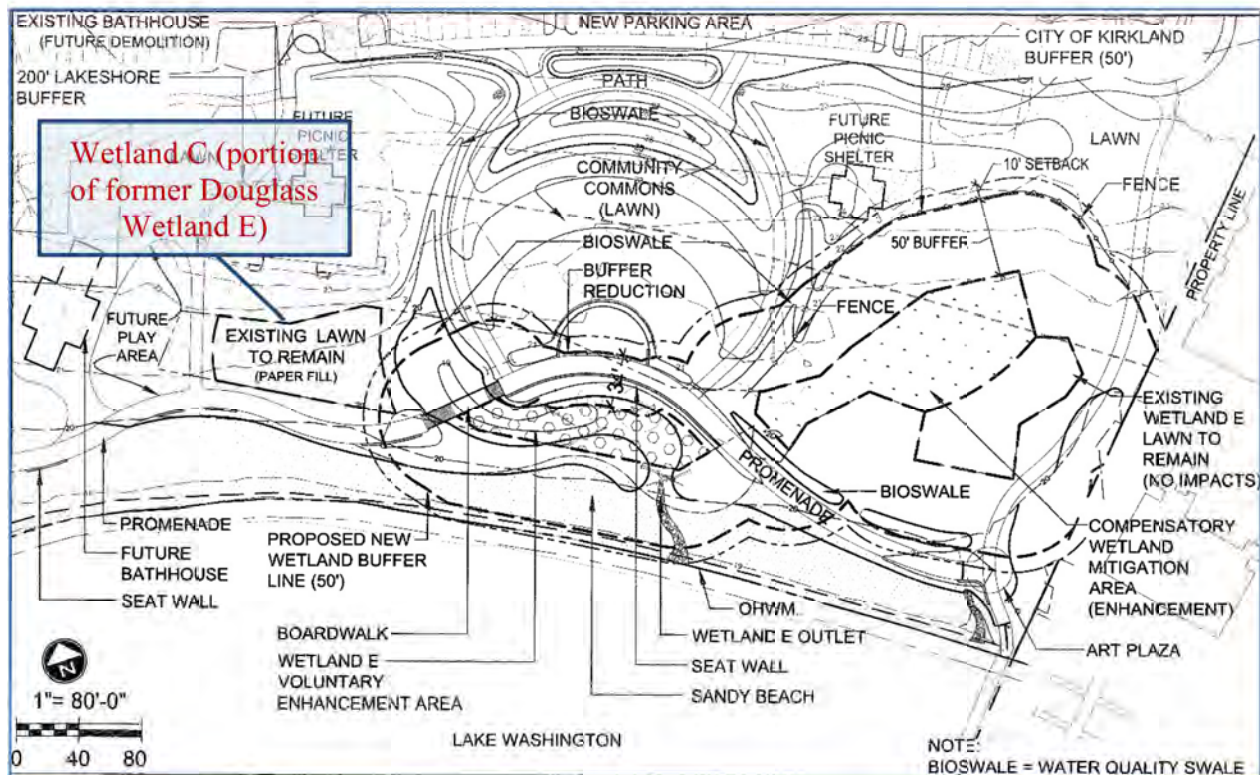 EXISTING BATHHOUSE
(FUTURE DEMOLITION)
NEW PARKING AREA
CITY OF KIRKLAND
BUFFER (50')
200' LAKESHORE
BUFFER
PATH
BIOSWALE
FUTURE
PICNIC
SHELTER
LAWN
FUTURE
PICNIC
SHELTER
LAWN
Wetland C (portion
of former Douglass
Wetland E)
COMMUNITY
COMMONS
(LAWN)
10' SETBACK
FENCE
BIOSWALE
50' BUFFER
PROPERTY LINE
BUFFER
REDUCTION
FENCE
FUTURE
PLAY
AREA
EXISTING LAWN
TO REMAIN
(PAPER FILL)
34'
EXISTING
WETLAND E
LAWN TO
REMAIN
(NO IMPACTS)
PROMENADE
BIOSWALE
PROMENADE
FUTURE
BATHHOUSE
SEAT WALL
PROPOSED NEW
WETLAND BUFFER
LINE (50')
COMPENSATORY
WETLAND
MITIGATION
AREA
(ENHANCEMENT)
OHWM
BOARDWALK
WETLAND E OUTLET
WETLAND E
VOLUNTARY
ENHANCEMENT AREA
SEAT WALL
SANDY BEACH
ART PLAZA
N
1"= 80'-0"
0 40 80
LAKE WASHINGTON
NOTE:
BIOSWALE = WATER QUALITY SWALE